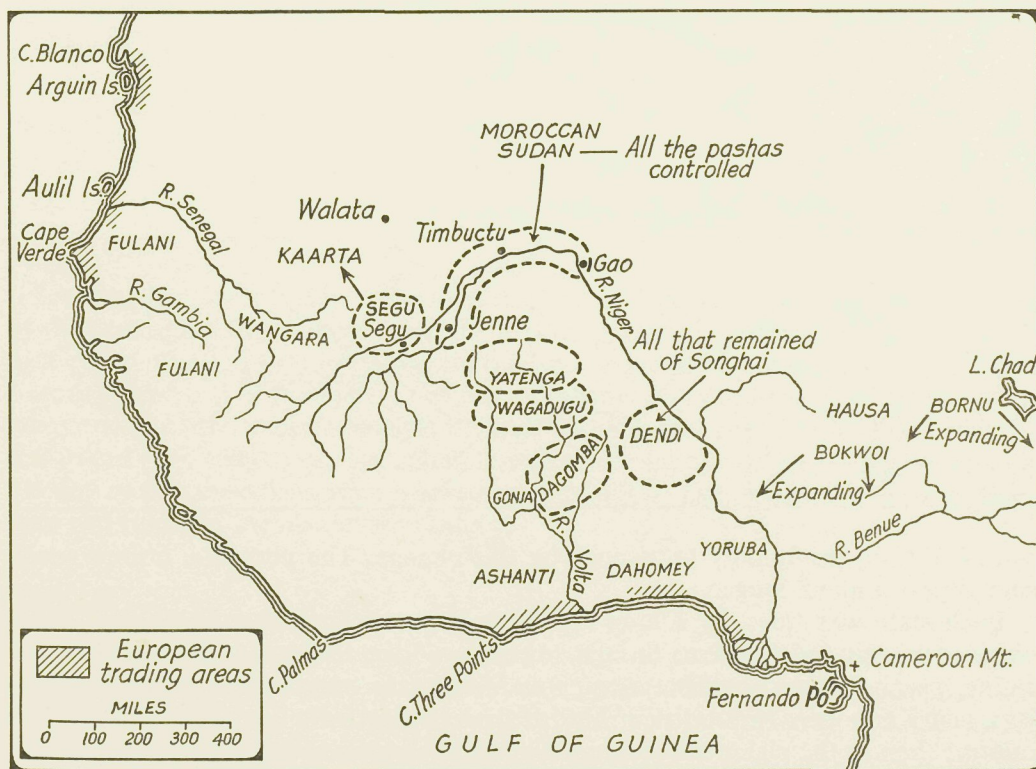 C.Blanco
Arguin Is.
Aulil Is.
Cape
Verde
FULANI
R. Senegal
R. Gambia
FULANI
WANGARA
Walata
KAARTA
SEGU
Segu
Timbuctu
Jenne
MOROCCAN
SUDAN
All the pashas
controlled
Gao
R. Niger
All that remained
of Songhai
YATENGA
WAGADUGU
DAGOMBA
GONJA
DENDI
HAUSA
L. Chad
BORNU
Expanding
BOKWOI
Expanding
R. Benue
YORUBA
ASHANTI
R. Volta
DAHOMEY
C.Palmas
C.Three Points
Cameroon Mt.
Fernando Po
GULF OF GUINEA
European
trading areas
MILES
0 100 200 300 400